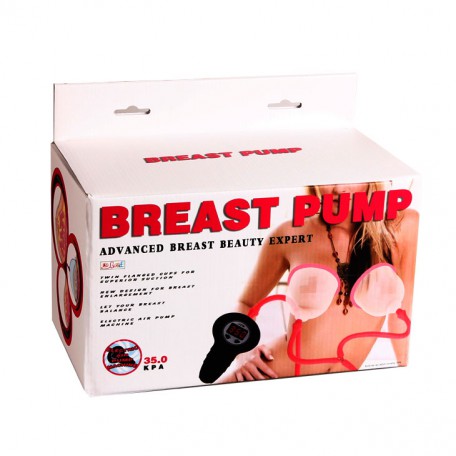 BREAST PUMP
BREAST PUMP
ADVANCED BREAST BEAUTY EXPERT
TWIN FLANGED CUPS FOR
SUPERIOR SUCTION
NEW DESIGN FOR BREAST
ENLARGEMENT
LET YOUR BREAST
BALANCE
ELECTRIC AIR PUMP
MACHINE
35.0
KPA